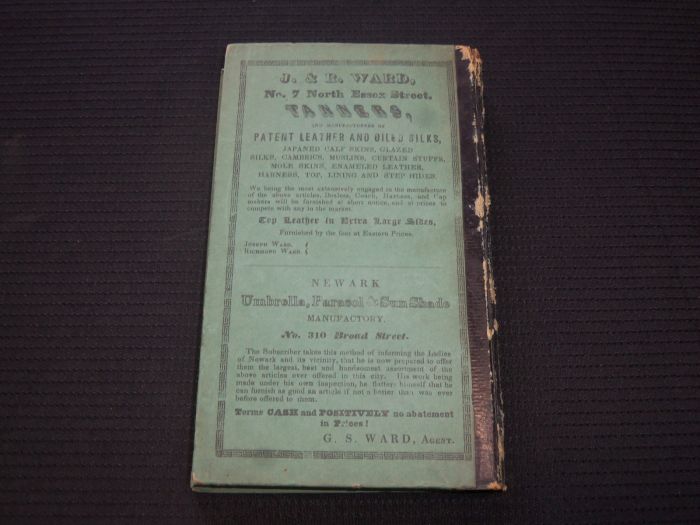 J. & R. WARD,
No. 7 North Essex Street,
TANNERS,
AND MANUFACTURERS OF
PATENT LEATHER AND OILED SILKS,
JAPANED CALF SKINS, GLAZED
SILKS, CAMBRICS, MUSLINS, CURTAIN STUFFS,
MOLE SKINS, ENAMELED LEATHER,
HARNESS, TOP, LINING AND STEP HIDES.
We being the most extensively engaged in the manufacture
of the above articles, Dealers, Coach, Harness, and Cap
makers will be furnished at short notice, and at prices to
compete with any in the market.
Top Leather in Extra Large Sides,
Furnished by the foot at Eastern Prices.
Joseph Ward.
Richmond Ward.
NEWARK
Umbrella, Parasol & Sun Shade
MANUFACTORY.
No. 310 Broad Street.
The Subscriber takes this method of informing the Ladies
of Newark and its vicinity, that he is now prepared to offer
them the largest, best and handsomest assortment of the
above articles ever offered in this city. His work being
made under his own inspection, he flatters himself that he
can furnish as good an article if not a better than was ever
before offered to them.
Terms CASH and POSITIVELY no abatement
in Prices!
G. S. WARD, Agent.